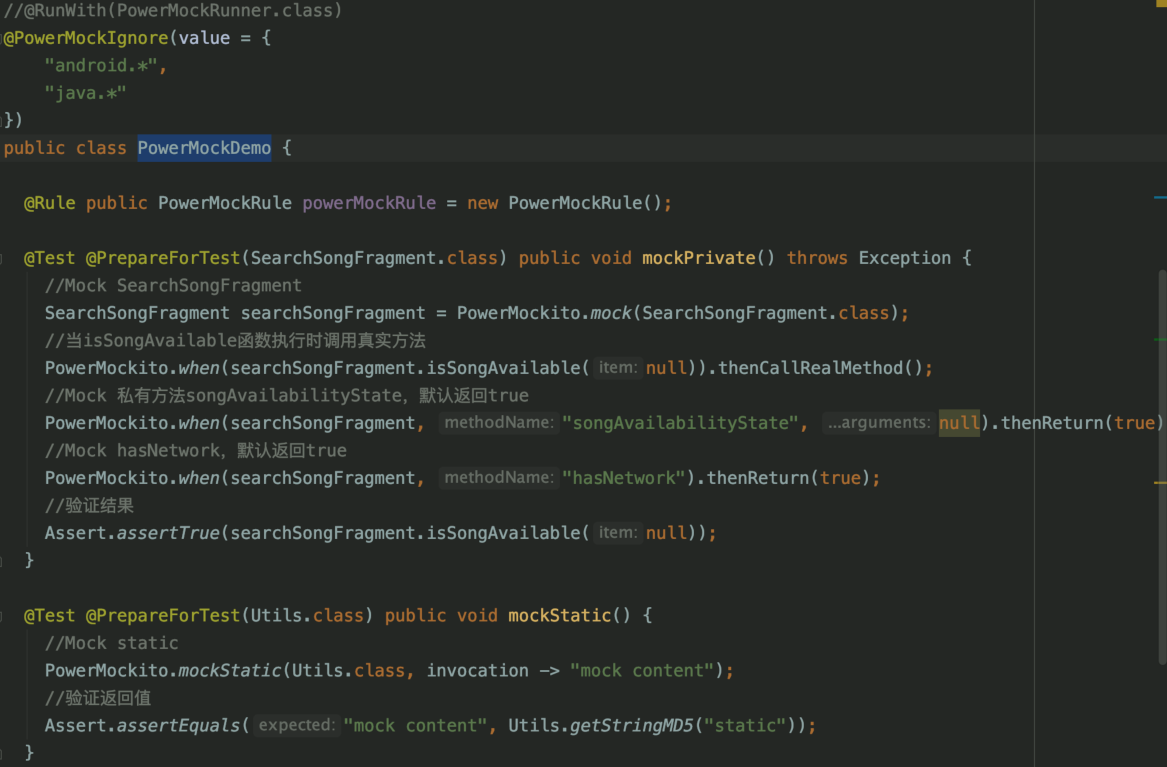 //@RunWith(PowerMockRunner.class)
@PowerMockIgnore(value = {
    "android.*",
    "java.*"
})
public class PowerMockDemo {

  @Rule public PowerMockRule powerMockRule = new PowerMockRule();

  @Test @PrepareForTest(SearchSongFragment.class) public void mockPrivate() throws Exception {
    //Mock SearchSongFragment
    SearchSongFragment searchSongFragment = PowerMockito.mock(SearchSongFragment.class);
    //当isSongAvailable函数执行时调用真实方法
    PowerMockito.when(searchSongFragment.isSongAvailable( item: null)).thenCallRealMethod();
    //Mock 私有方法songAvailabilityState，默认返回true
    PowerMockito.when(searchSongFragment, methodName: "songAvailabilityState", ...arguments: null).thenReturn(true)
    //Mock hasNetwork，默认返回true
    PowerMockito.when(searchSongFragment, methodName: "hasNetwork").thenReturn(true);
    //验证结果
    Assert.assertTrue(searchSongFragment.isSongAvailable( item: null));
  }

  @Test @PrepareForTest(Utils.class) public void mockStatic() {
    //Mock static
    PowerMockito.mockStatic(Utils.class, invocation -> "mock content");
    //验证返回值
    Assert.assertEquals( expected: "mock content", Utils.getStringMD5("static"));
  }